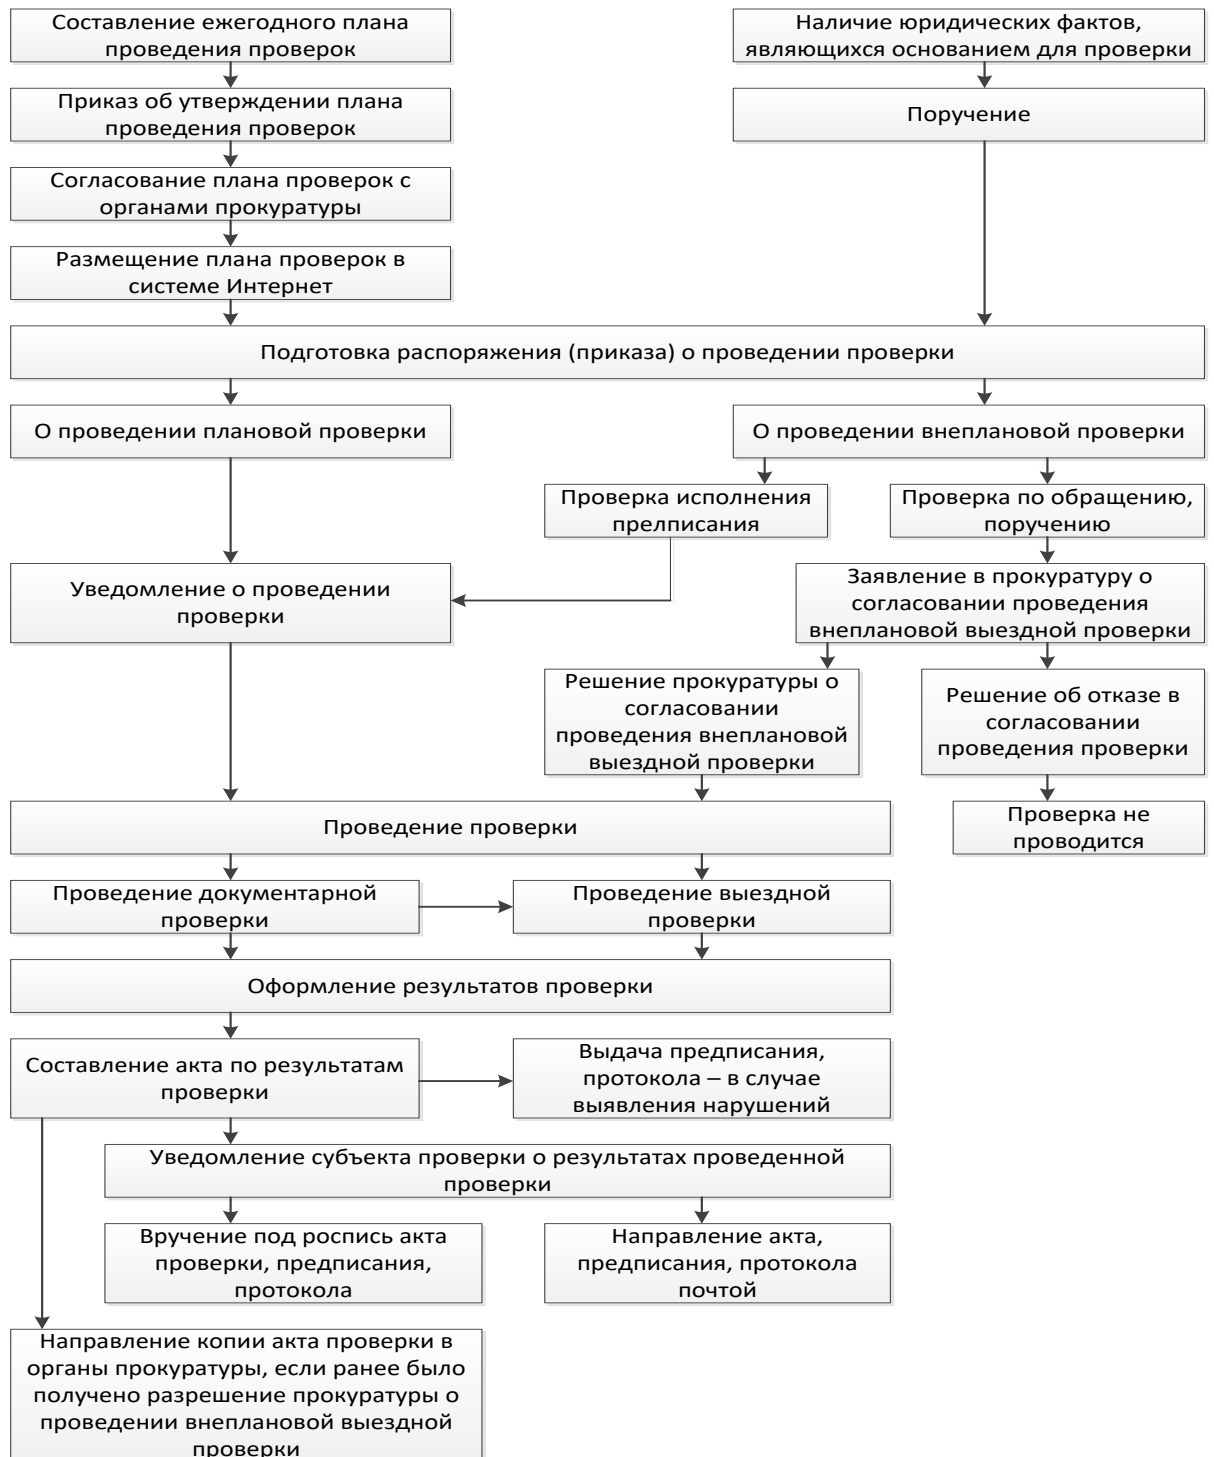 Составление ежегодного плана
проведения проверок
Наличие юридических фактов,
являющихся основанием для проверки
Приказ об утверждении плана
проведения проверок
Поручение
Согласование плана проверок с
органами прокуратуры
Размещение плана проверок в
системе Интернет
Подготовка распоряжения (приказа) о проведении проверки
О проведении плановой проверки
О проведении внеплановой проверки
Проверка исполнения
прелписания
Проверка по обращению,
поручению
Уведомление о проведении
проверки
Заявление в прокуратуру о
согласовании проведения
внеплановой выездной проверки
Решение прокуратуры о
согласовании
проведения внеплановой
выездной проверки
Решение об отказе в
согласовании
проведения проверки
Проведение проверки
Проверка не
проводится
Проведение документарной
проверки
Проведение выездной
проверки
Оформление результатов проверки
Составление акта по результатам
проверки
Выдача предписания,
протокола – в случае
выявления нарушений
Уведомление субъекта проверки о результатах проведенной
проверки
Вручение под роспись акта
проверки, предписания,
протокола
Направление акта,
предписания, протокола
почтой
Направление копии акта проверки в
органы прокуратуры, если ранее было
получено разрешение прокуратуры о
проведении внеплановой выездной
проверки